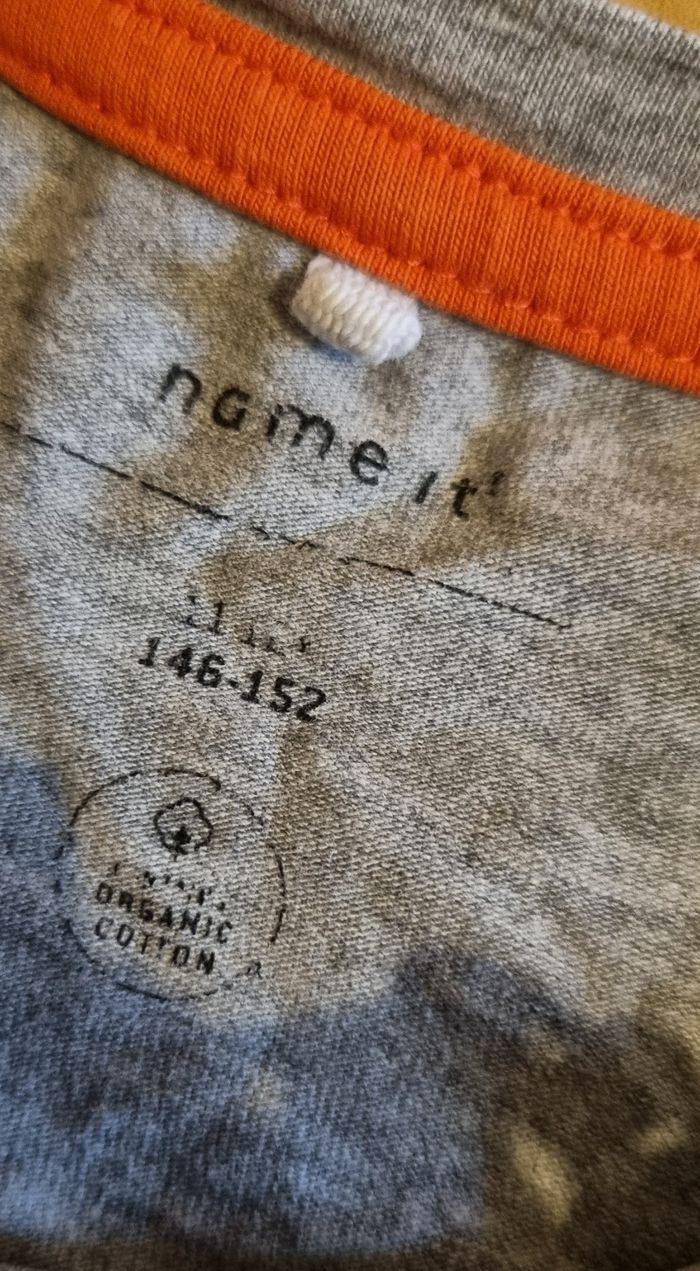 name it
146-152
ORGANIC
COTTON